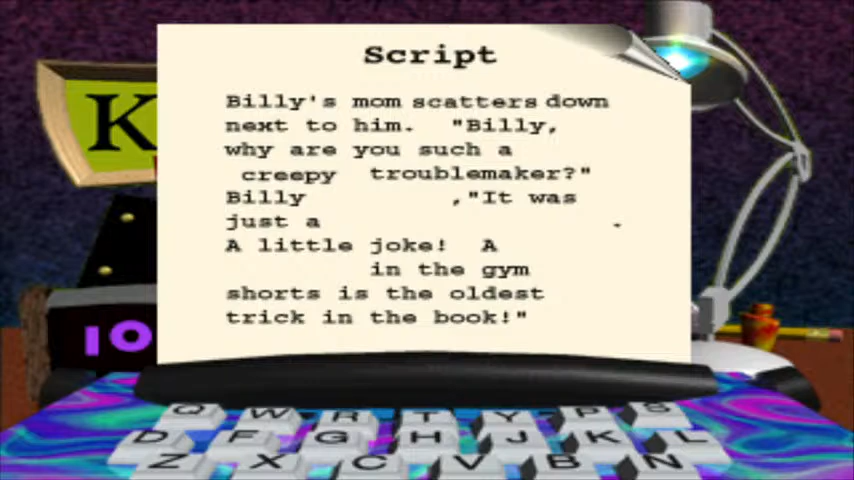 Script
K
Billy's mom scatters down
next to him.  "Billy,
why are you such a
creepy troublemaker?"
Billy ,"It was
just a .
A little joke!  A
in the gym
shorts is the oldest
trick in the book!"
10
Q W R T Y P S
D F G H J K L
Z X C V B N